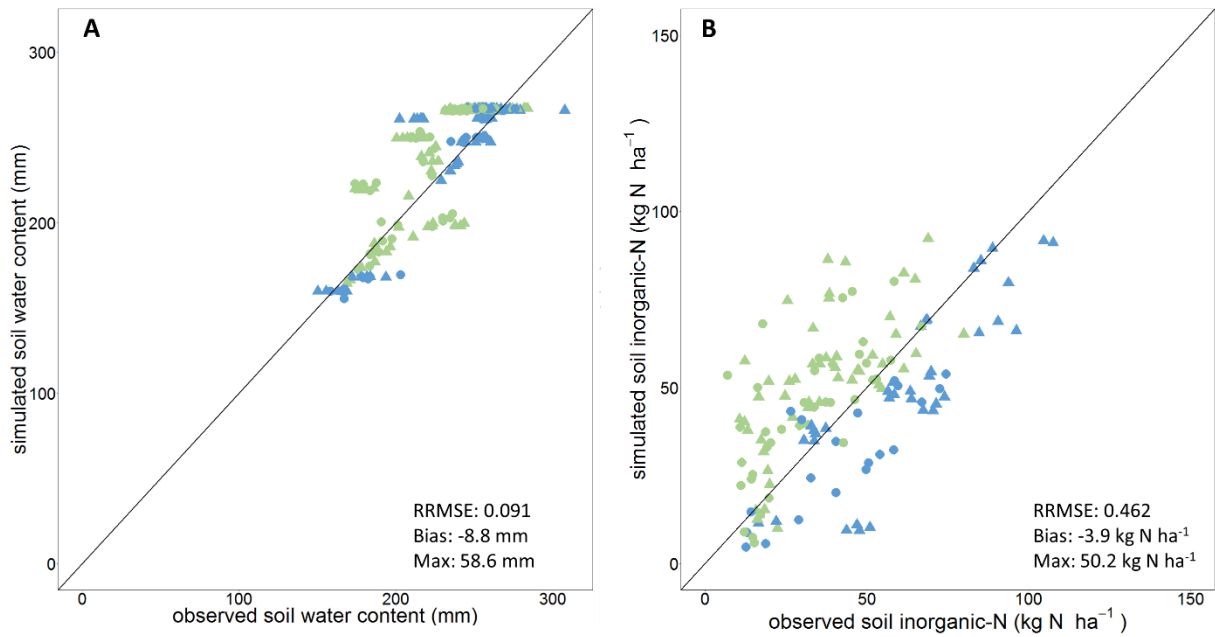 A
300
200
100
0
simulated soil water content (mm)
RRMSE: 0.091
Bias: -8.8 mm
Max: 58.6 mm
0
100
200
300
observed soil water content (mm)
B
150
100
50
0
simulated soil inorganic-N (kg N ha⁻¹)
RRMSE: 0.462
Bias: -3.9 kg N ha⁻¹
Max: 50.2 kg N ha⁻¹
0
50
100
150
observed soil inorganic-N (kg N ha⁻¹)